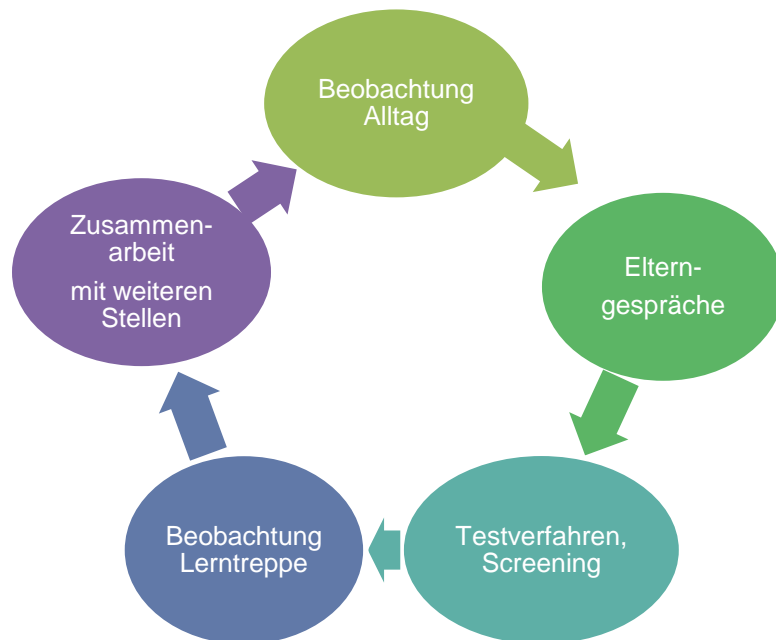 Beobachtung
Alltag
Eltern-
gespräche
Testverfahren,
Screening
Beobachtung
Lerntreppe
Zusammen-
arbeit
mit weiteren
Stellen